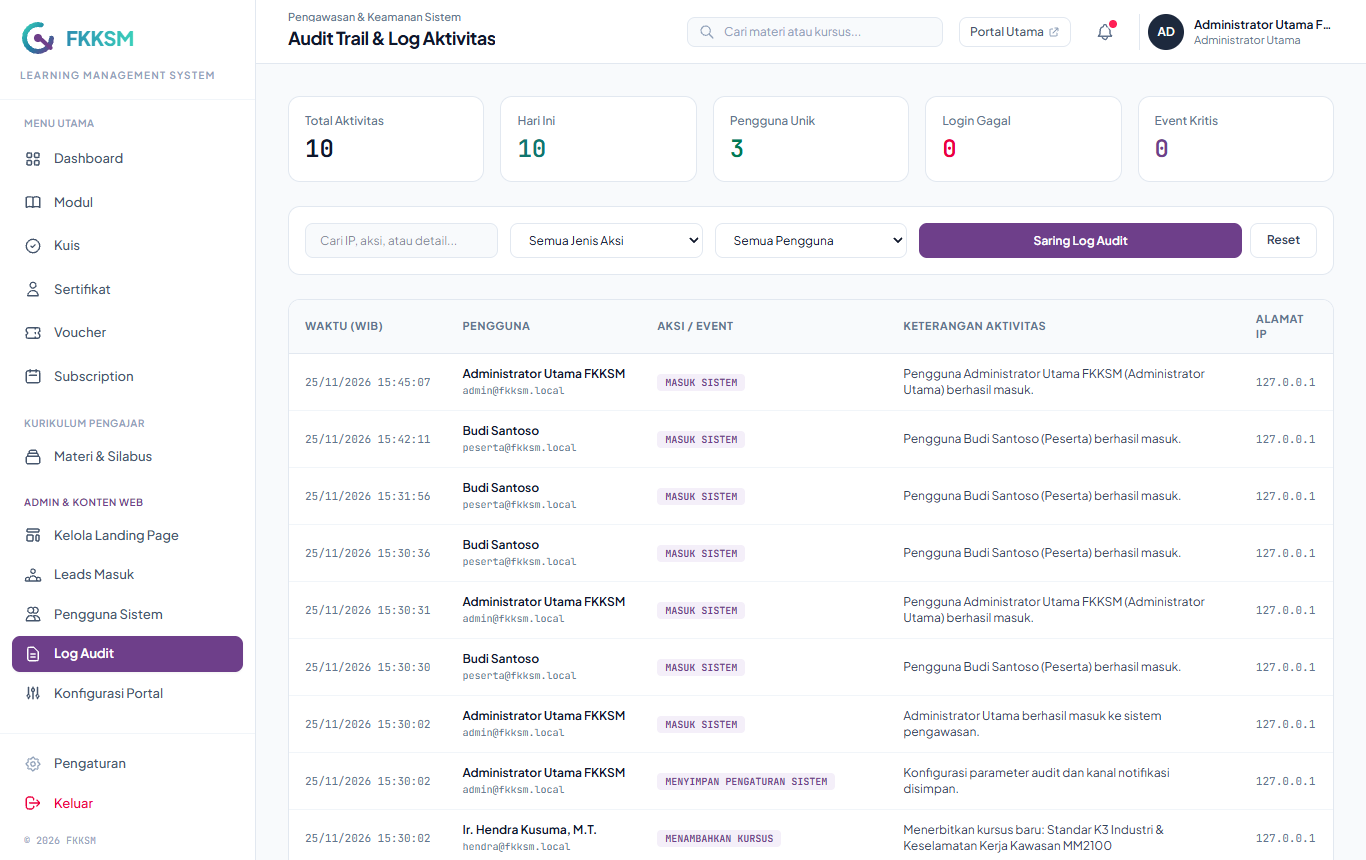 FKKSM
LEARNING MANAGEMENT SYSTEM
MENU UTAMA
Dashboard
Modul
Kuis
Sertifikat
Voucher
Subscription
KURIKULUM PENGAJAR
Materi & Silabus
ADMIN & KONTEN WEB
Kelola Landing Page
Leads Masuk
Pengguna Sistem
Log Audit
Konfigurasi Portal
Pengaturan
Keluar
© 2026 FKKSM
Pengawasan & Keamanan Sistem
Audit Trail & Log Aktivitas
Cari materi atau kursus...
Portal Utama
AD
Administrator Utama F...
Administrator Utama
Total Aktivitas
10
Hari Ini
10
Pengguna Unik
3
Login Gagal
0
Event Kritis
0
Cari IP, aksi, atau detail...
Semua Jenis Aksi
Semua Pengguna
Saring Log Audit
Reset
WAKTU (WIB) PENGGUNA AKSI / EVENT KETERANGAN AKTIVITAS ALAMAT IP
25/11/2026 15:45:07
Administrator Utama FKKSM
admin@fkksm.local
MASUK SISTEM
Pengguna Administrator Utama FKKSM (Administrator
Utama) berhasil masuk.
127.0.0.1
25/11/2026 15:42:11
Budi Santoso
peserta@fkksm.local
MASUK SISTEM
Pengguna Budi Santoso (Peserta) berhasil masuk.
127.0.0.1
25/11/2026 15:31:56
Budi Santoso
peserta@fkksm.local
MASUK SISTEM
Pengguna Budi Santoso (Peserta) berhasil masuk.
127.0.0.1
25/11/2026 15:30:36
Budi Santoso
peserta@fkksm.local
MASUK SISTEM
Pengguna Budi Santoso (Peserta) berhasil masuk.
127.0.0.1
25/11/2026 15:30:31
Administrator Utama FKKSM
admin@fkksm.local
MASUK SISTEM
Pengguna Administrator Utama FKKSM (Administrator
Utama) berhasil masuk.
127.0.0.1
25/11/2026 15:30:30
Budi Santoso
peserta@fkksm.local
MASUK SISTEM
Pengguna Budi Santoso (Peserta) berhasil masuk.
127.0.0.1
25/11/2026 15:30:02
Administrator Utama FKKSM
admin@fkksm.local
MASUK SISTEM
Administrator Utama berhasil masuk ke sistem
pengawasan.
127.0.0.1
25/11/2026 15:30:02
Administrator Utama FKKSM
admin@fkksm.local
MENYIMPAN PENGATURAN SISTEM
Konfigurasi parameter audit dan kanal notifikasi
disimpan.
127.0.0.1
25/11/2026 15:30:02
Ir. Hendra Kusuma, M.T.
hendra@fkksm.local
MENAMBAHKAN KURSUS
Menerbitkan kursus baru: Standar K3 Industri &
Keselamatan Kerja Kawasan MM2100
127.0.0.1